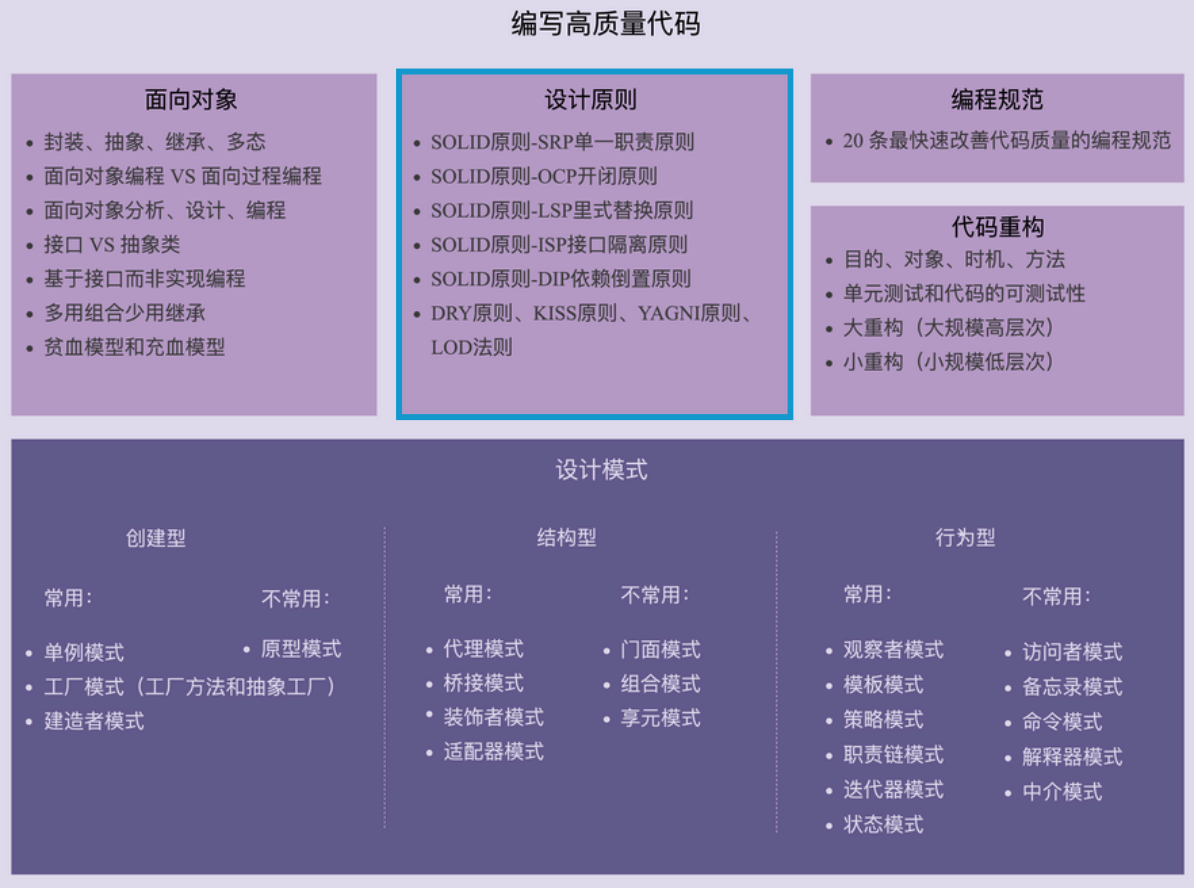 编写高质量代码
面向对象
封装、抽象、继承、多态
面向对象编程 VS 面向过程编程
面向对象分析、设计、编程
接口 VS 抽象类
基于接口而非实现编程
多用组合少用继承
贫血模型和充血模型
设计原则
SOLID原则-SRP单一职责原则
SOLID原则-OCP开闭原则
SOLID原则-LSP里式替换原则
SOLID原则-ISP接口隔离原则
SOLID原则-DIP依赖倒置原则
DRY原则、KISS原则、YAGNI原则、
LOD法则
编程规范
20 条最快速改善代码质量的编程规范
代码重构
目的、对象、时机、方法
单元测试和代码的可测试性
大重构（大规模高层次）
小重构（小规模低层次）
设计模式
创建型
常用：
单例模式
工厂模式（工厂方法和抽象工厂）
建造者模式
不常用：
原型模式
结构型
常用：
代理模式
桥接模式
装饰者模式
适配器模式
不常用：
门面模式
组合模式
享元模式
行为型
常用：
观察者模式
模板模式
策略模式
职责链模式
迭代器模式
状态模式
不常用：
访问者模式
备忘录模式
命令模式
解释器模式
中介模式